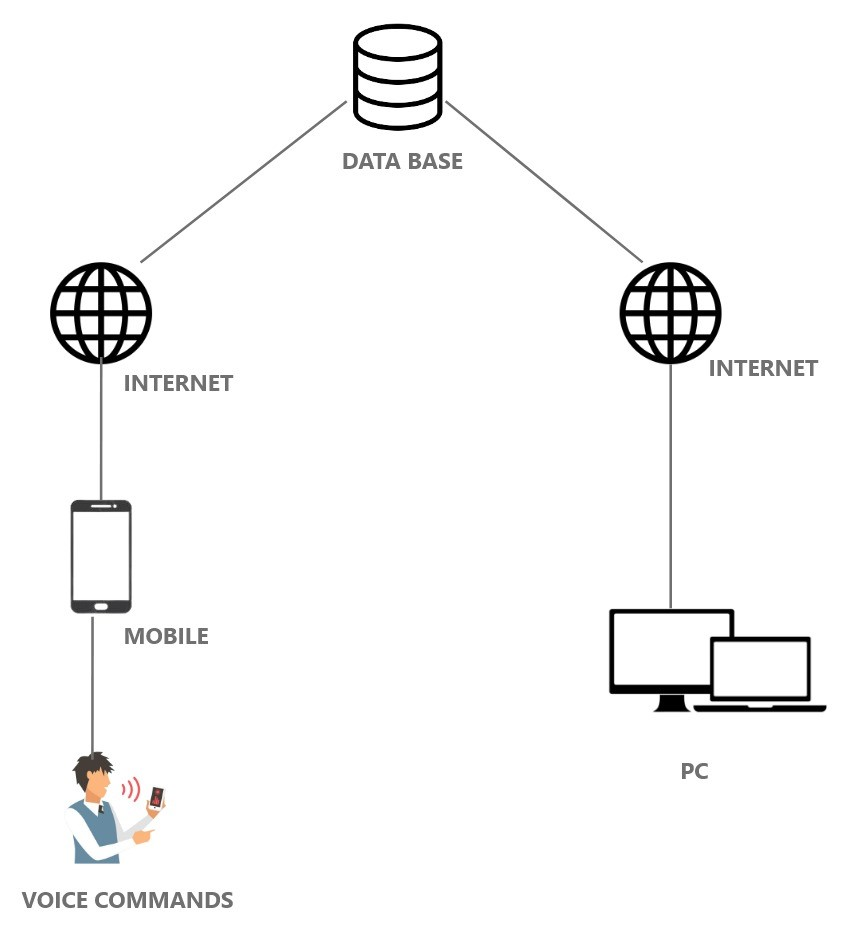 DATA BASE
INTERNET
INTERNET
MOBILE
PC
VOICE COMMANDS